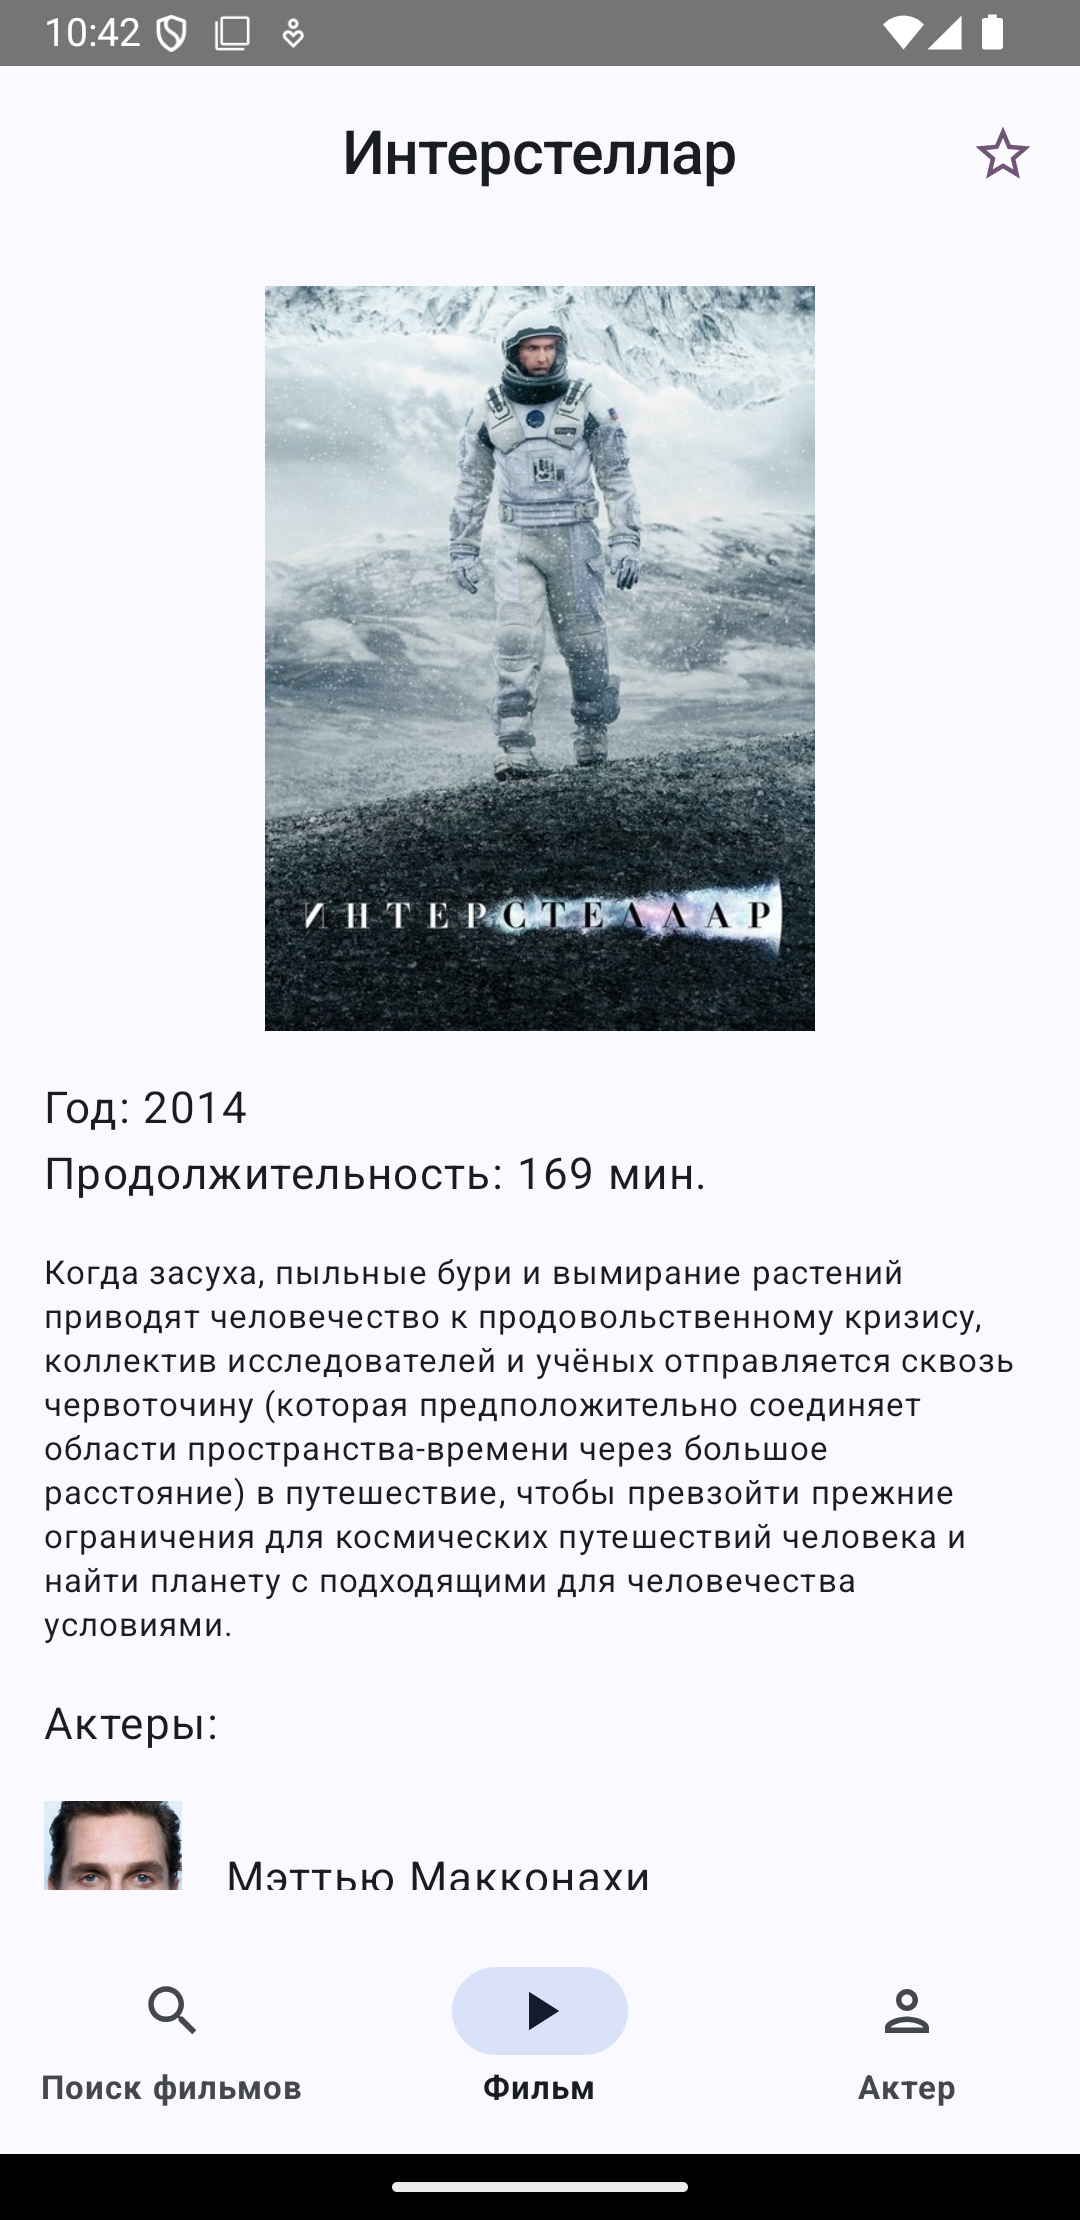 10:42
Интерстеллар
ИНТЕРСТЕЛЛАР
Год: 2014
Продолжительность: 169 мин.
Когда засуха, пыльные бури и вымирание растений
приводят человечество к продовольственному кризису,
коллектив исследователей и учёных отправляется сквозь
червоточину (которая предположительно соединяет
области пространства-времени через большое
расстояние) в путешествие, чтобы превзойти прежние
ограничения для космических путешествий человека и
найти планету с подходящими для человечества
условиями.
Актеры:
Мэттью Макконахи
Поиск фильмов
Фильм
Актер